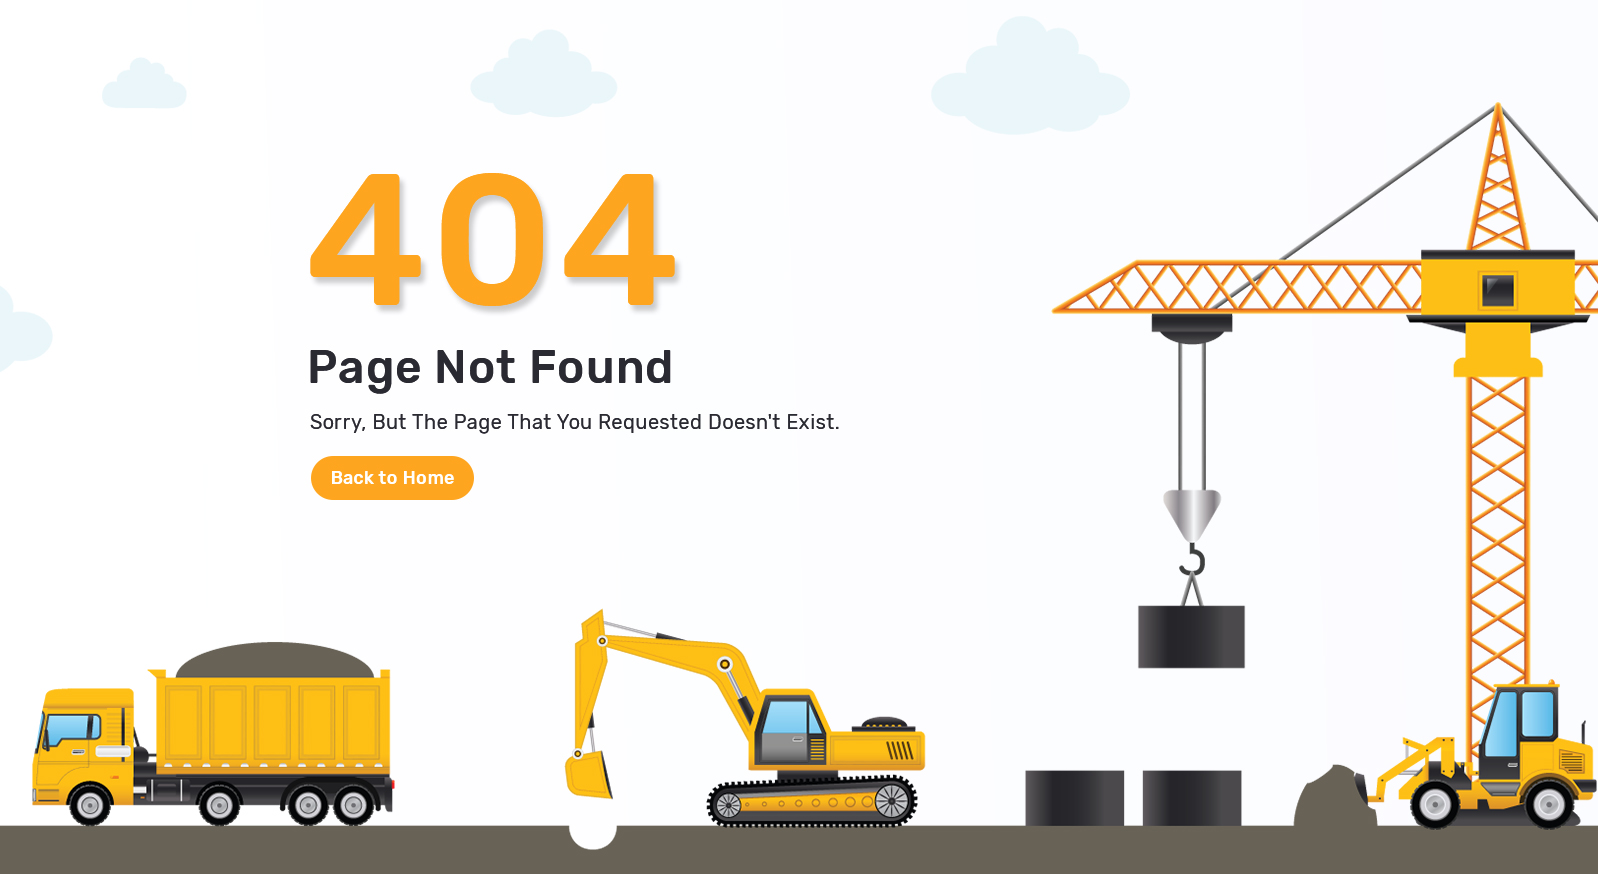 404
Page Not Found
Sorry, But The Page That You Requested Doesn't Exist.
Back to Home